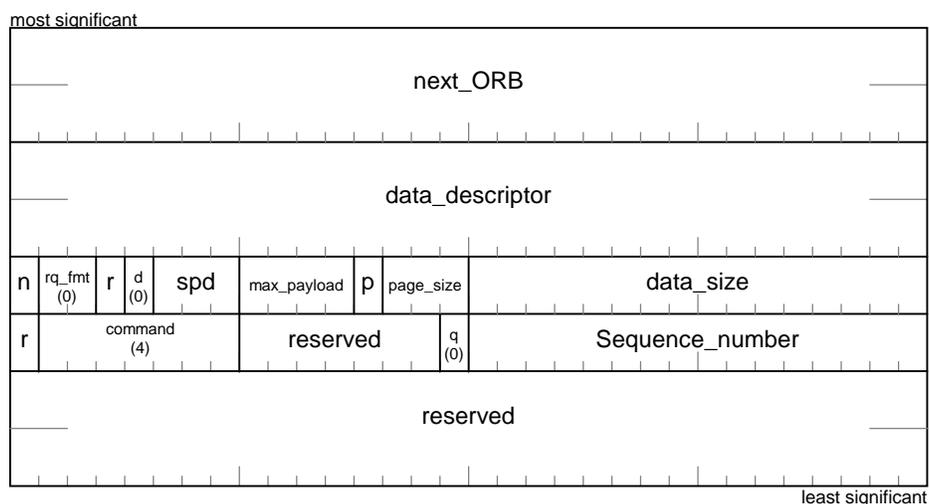 most significant
next_ORB
data_descriptor
n rq_fmt (0) r d (0) spd max_payload p page_size data_size
r command (4) reserved q (0) Sequence_number
reserved
least significant